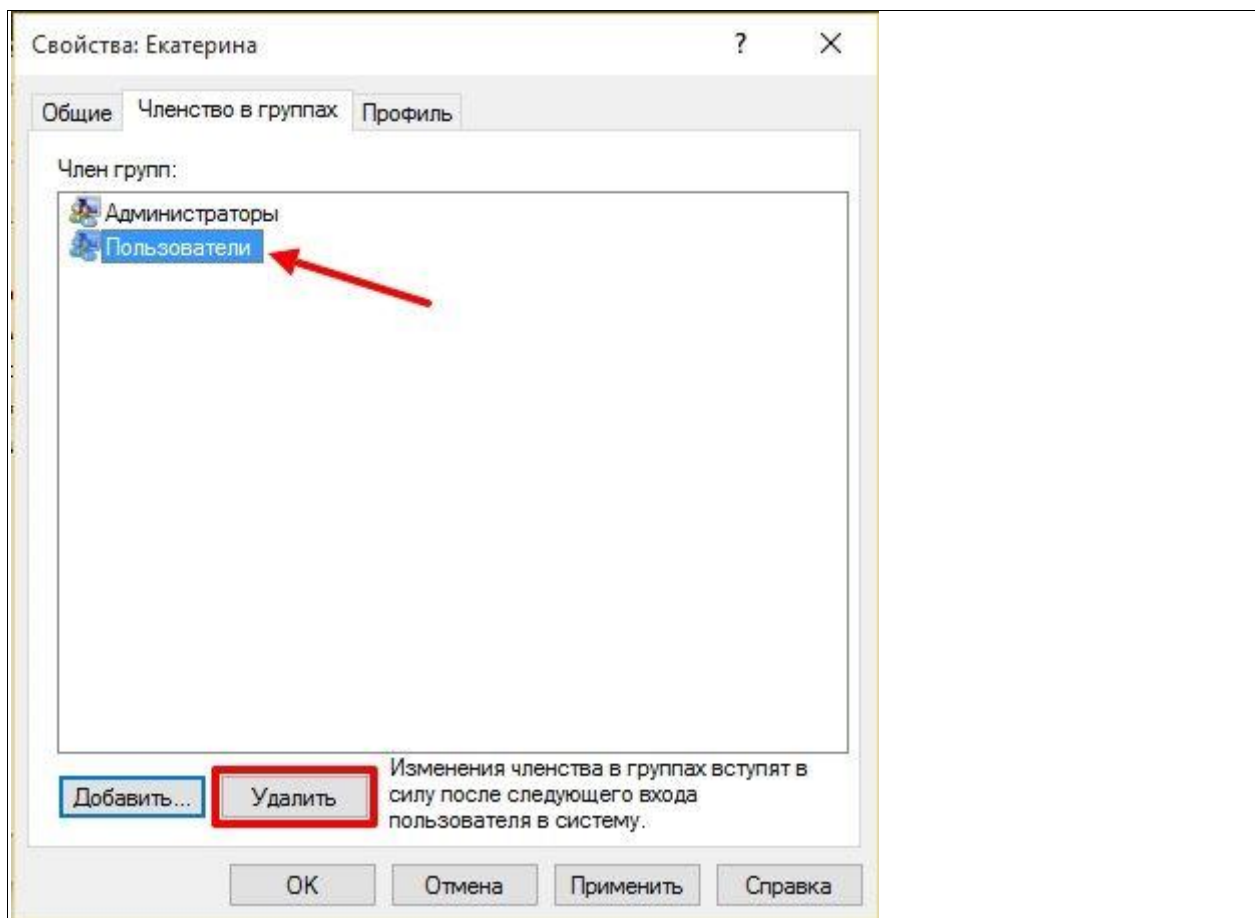 Свойства: Екатерина ?
Общие Членство в группах Профиль
Член групп:
Администраторы
Пользователи
Добавить... Удалить
Изменения членства в группах вступят в
силу после следующего входа
пользователя в систему.
OK Отмена Применить Справка